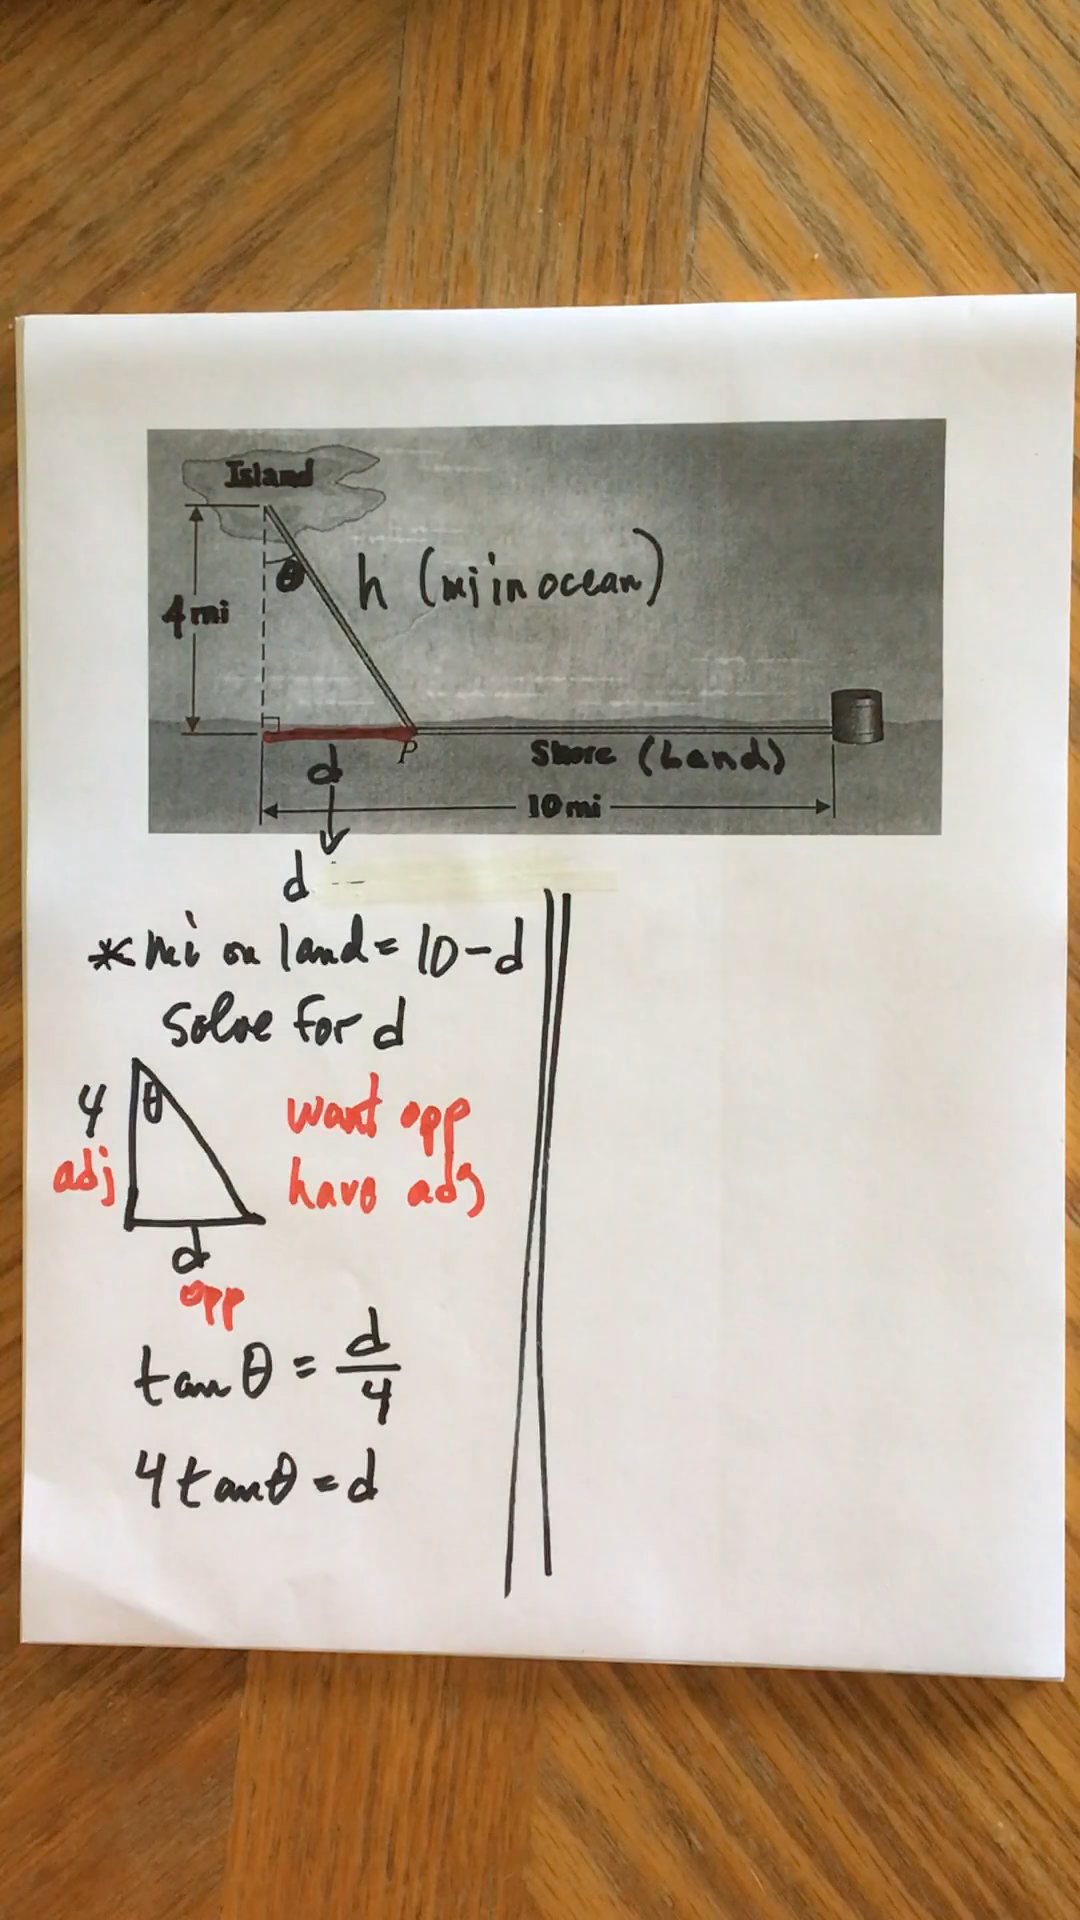 Island
θ
h (mi in ocean)
4 mi
P
d
Shore (Land)
10 mi
d
* mi on land = 10 - d
Solve for d
4
θ
adj
want opp
have adj
d
opp
tan θ = d/4
4 tan θ = d